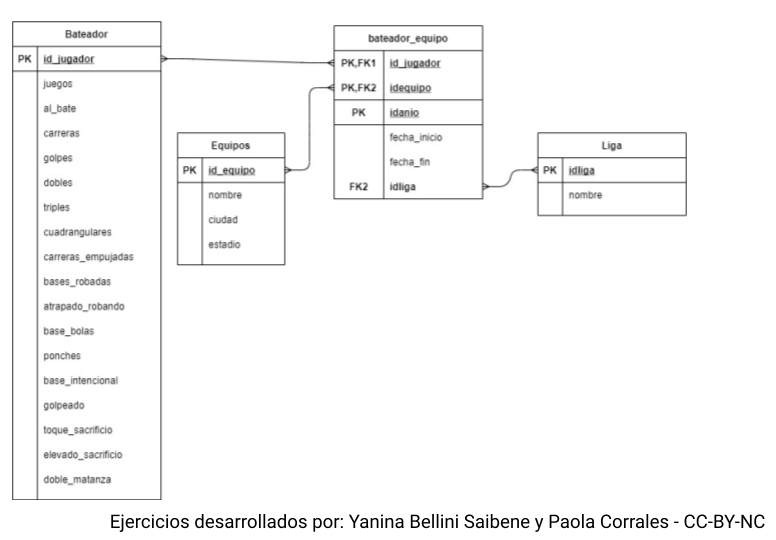 Bateador
PK id_jugador
juegos
al_bate
carreras
golpes
dobles
triples
cuadrangulares
carreras_empujadas
bases_robadas
atrapado_robando
base_bolas
ponches
base_intencional
golpeado
toque_sacrificio
elevado_sacrificio
doble_matanza
Equipos
PK id_equipo
nombre
ciudad
estadio
bateador_equipo
PK,FK1 id_jugador
PK,FK2 idequipo
PK idanio
fecha_inicio
fecha_fin
FK2 idliga
Liga
PK idliga
nombre
Ejercicios desarrollados por: Yanina Bellini Saibene y Paola Corrales - CC-BY-NC